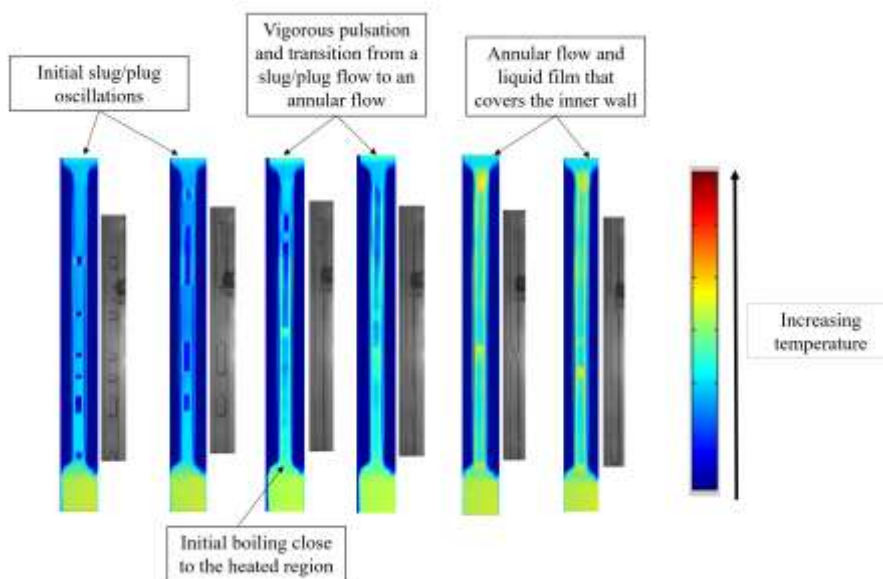 Initial slug/plug
oscillations
Vigorous pulsation
and transition from a
slug/plug flow to an
annular flow
Annular flow and
liquid film that
covers the inner wall
Increasing
temperature
Initial boiling close
to the heated region